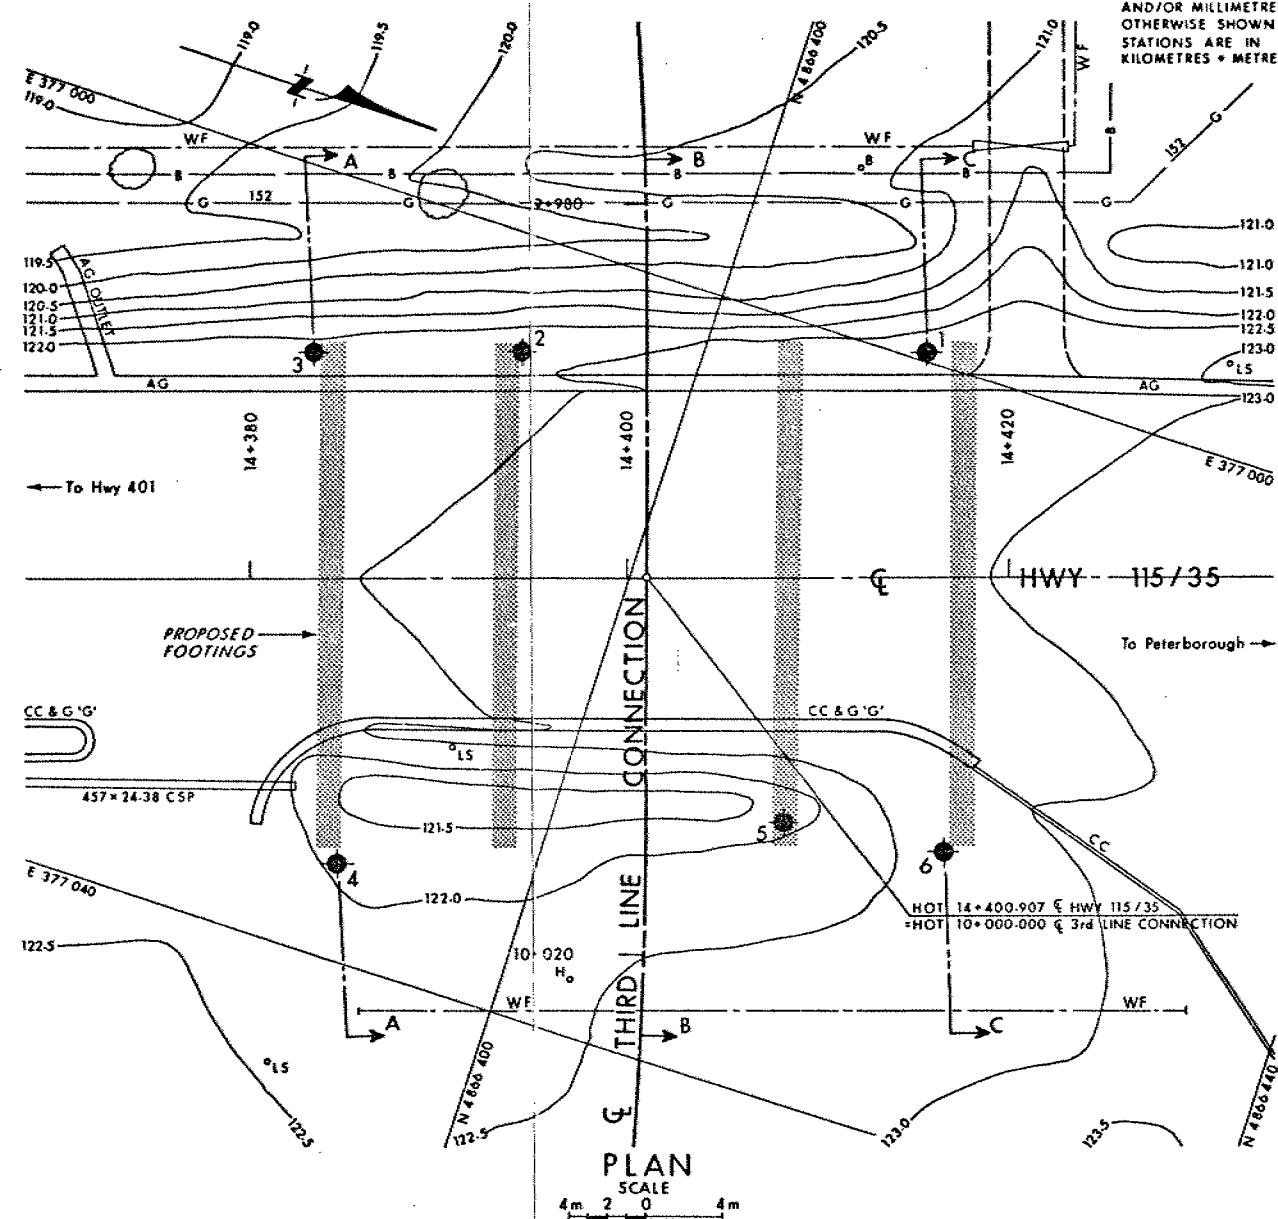 AND/OR MILLIMETRE
OTHERWISE SHOWN
STATIONS ARE IN
KILOMETRES + METRE
119·0
119·5
120·0
N 4 866 400
120·5
121·0
WF
E 377 000
119·0
N
WF
WF
B
G
152
A
B
B
C
B
B
B
B
152
G
G
G
G
G
2+980
121·0
119·5
AG OUTLET
121·0
120·0
121·5
120·5
121·0
122·0
121·5
122·5
122·0
123·0
3
2
1
LS
AG
AG
123·0
14+380
14+400
14+420
E 377 000
To Hwy 401
℄ HWY 115/35
PROPOSED
FOOTINGS
To Peterborough
CC & G 'G'
CC & G 'G'
LS
457 × 24·38 CSP
121·5
5
CC
6
4
E 377 040
122·0
HOT 14+400·907 ℄ HWY 115/35
=HOT 10+000·000 ℄ 3rd LINE CONNECTION
122·5
10+020
H
WF
WF
A
B
C
℄ THIRD LINE CONNECTION
LS
N 4 866 400
N 4 866 440
122·5
122·5
123·0
123·5
PLAN
SCALE
4m 2 0 4m